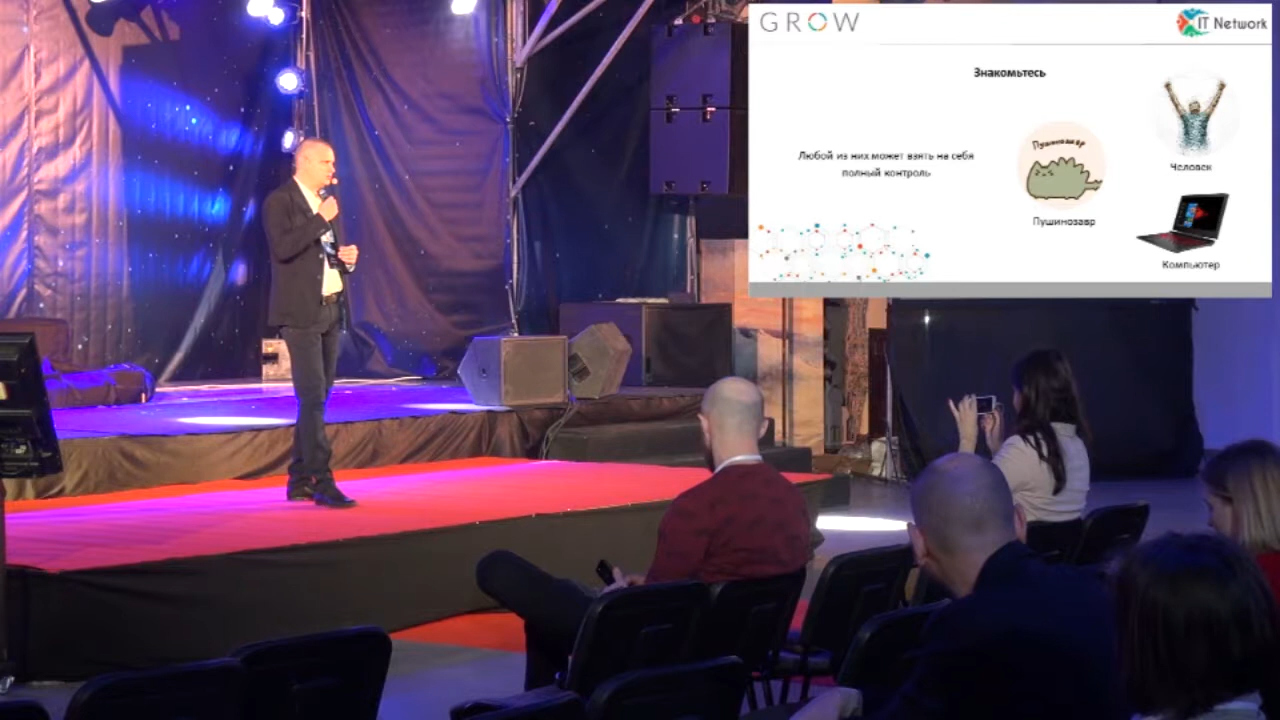 GROW
IT Network
Знакомьтесь
Любой из них может взять на себя
полный контроль
Пушинозавр
Пушинозавр
Человек
Компьютер